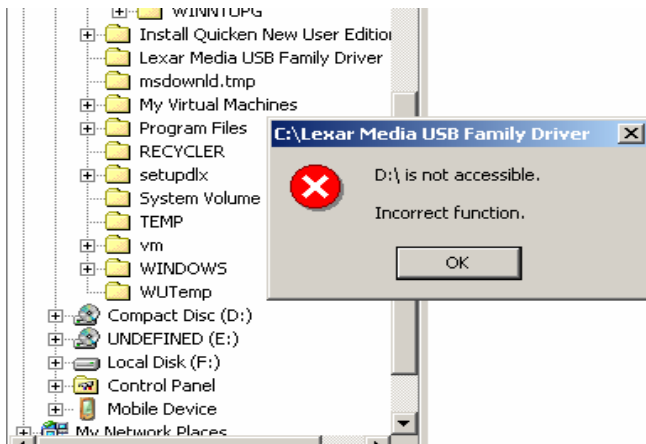 WINNTUPG
Install Quicken New User Edition
Lexar Media USB Family Driver
msdownld.tmp
My Virtual Machines
Program Files
RECYCLER
setupdlx
System Volume
TEMP
vm
WINDOWS
WUTemp
Compact Disc (D:)
UNDEFINED (E:)
Local Disk (F:)
Control Panel
Mobile Device
My Network Places
C:\Lexar Media USB Family Driver
D:\ is not accessible.
Incorrect function.
OK